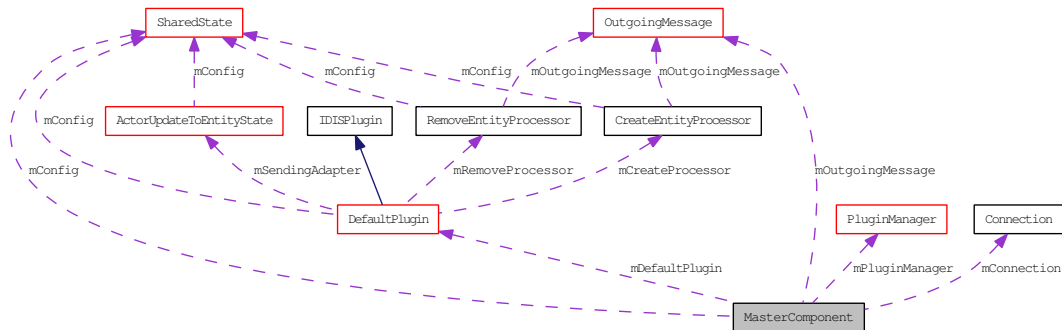 SharedState
OutgoingMessage
mConfig
mConfig
mConfig
mOutgoingMessage
mOutgoingMessage
mConfig
ActorUpdateToEntityState
IDISPlugin
RemoveEntityProcessor
CreateEntityProcessor
mConfig
mSendingAdapter
mRemoveProcessor
mCreateProcessor
mOutgoingMessage
DefaultPlugin
PluginManager
Connection
mDefaultPlugin
mPluginManager
mConnection
MasterComponent